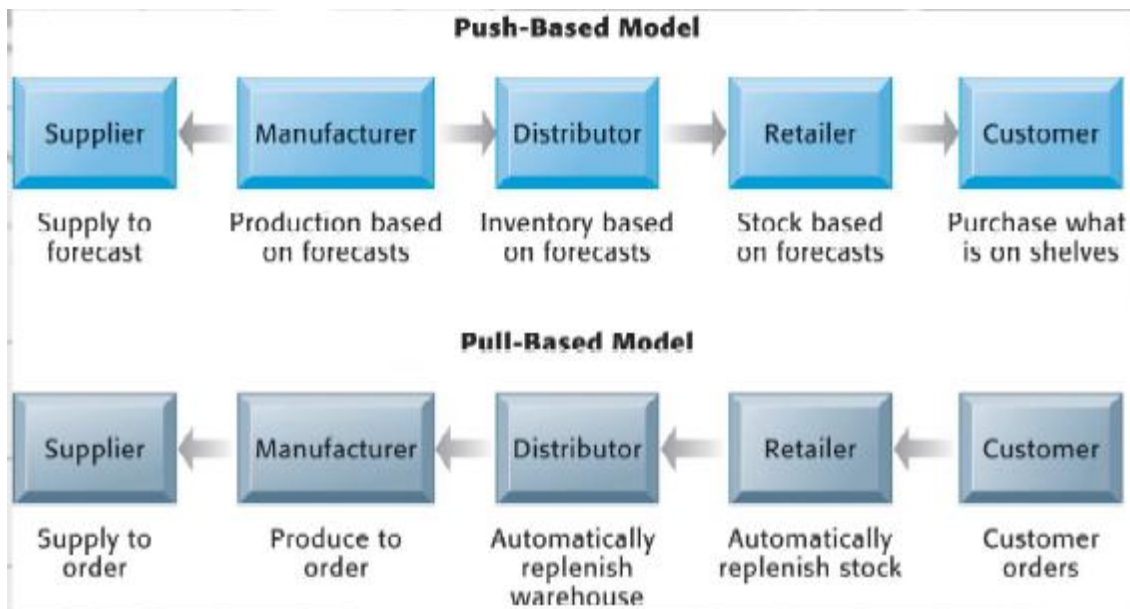 Push-Based Model
Supplier
Manufacturer
Distributor
Retailer
Customer
Supply to
forecast
Production based
on forecasts
Inventory based
on forecasts
Stock based
on forecasts
Purchase what
is on shelves
Pull-Based Model
Supplier
Manufacturer
Distributor
Retailer
Customer
Supply to
order
Produce to
order
Automatically
replenish
warehouse
Automatically
replenish stock
Customer
orders